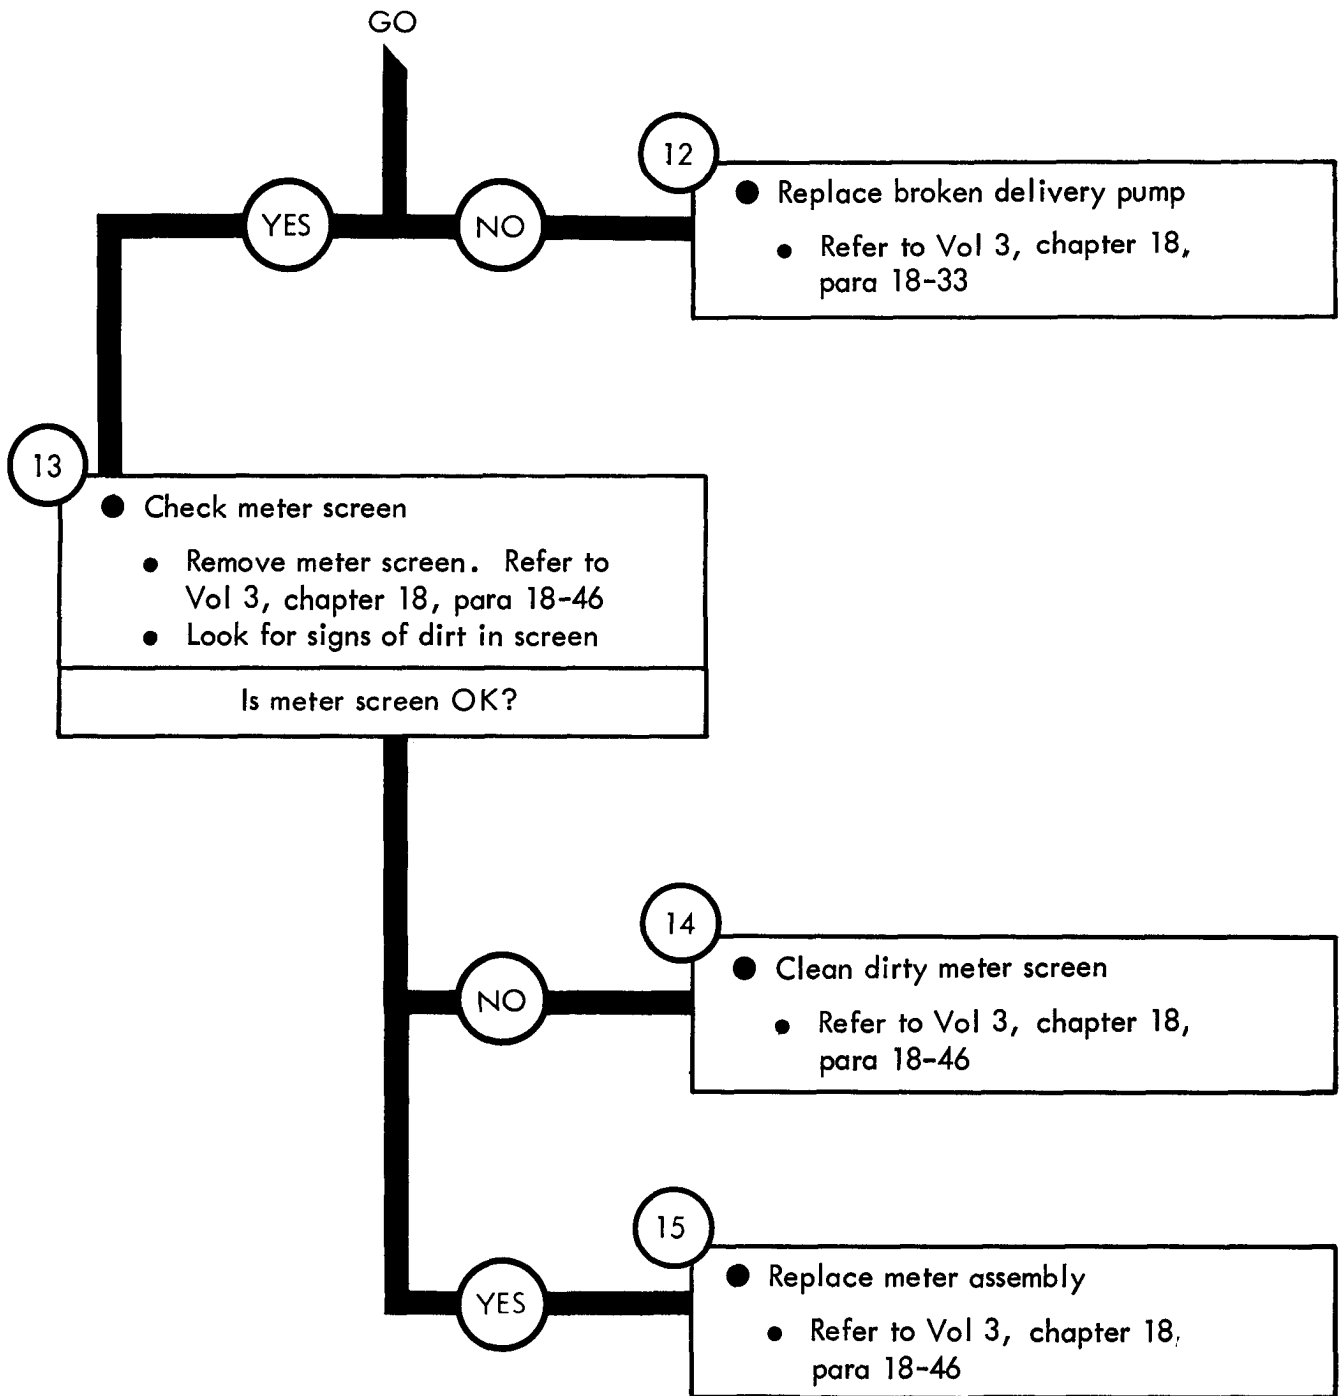 GO
YES
NO
12
● Replace broken delivery pump
● Refer to Vol 3, chapter 18,
para 18-33
13
● Check meter screen
● Remove meter screen. Refer to
Vol 3, chapter 18, para 18-46
● Look for signs of dirt in screen
Is meter screen OK?
NO
14
● Clean dirty meter screen
● Refer to Vol 3, chapter 18,
para 18-46
YES
15
● Replace meter assembly
● Refer to Vol 3, chapter 18,
para 18-46